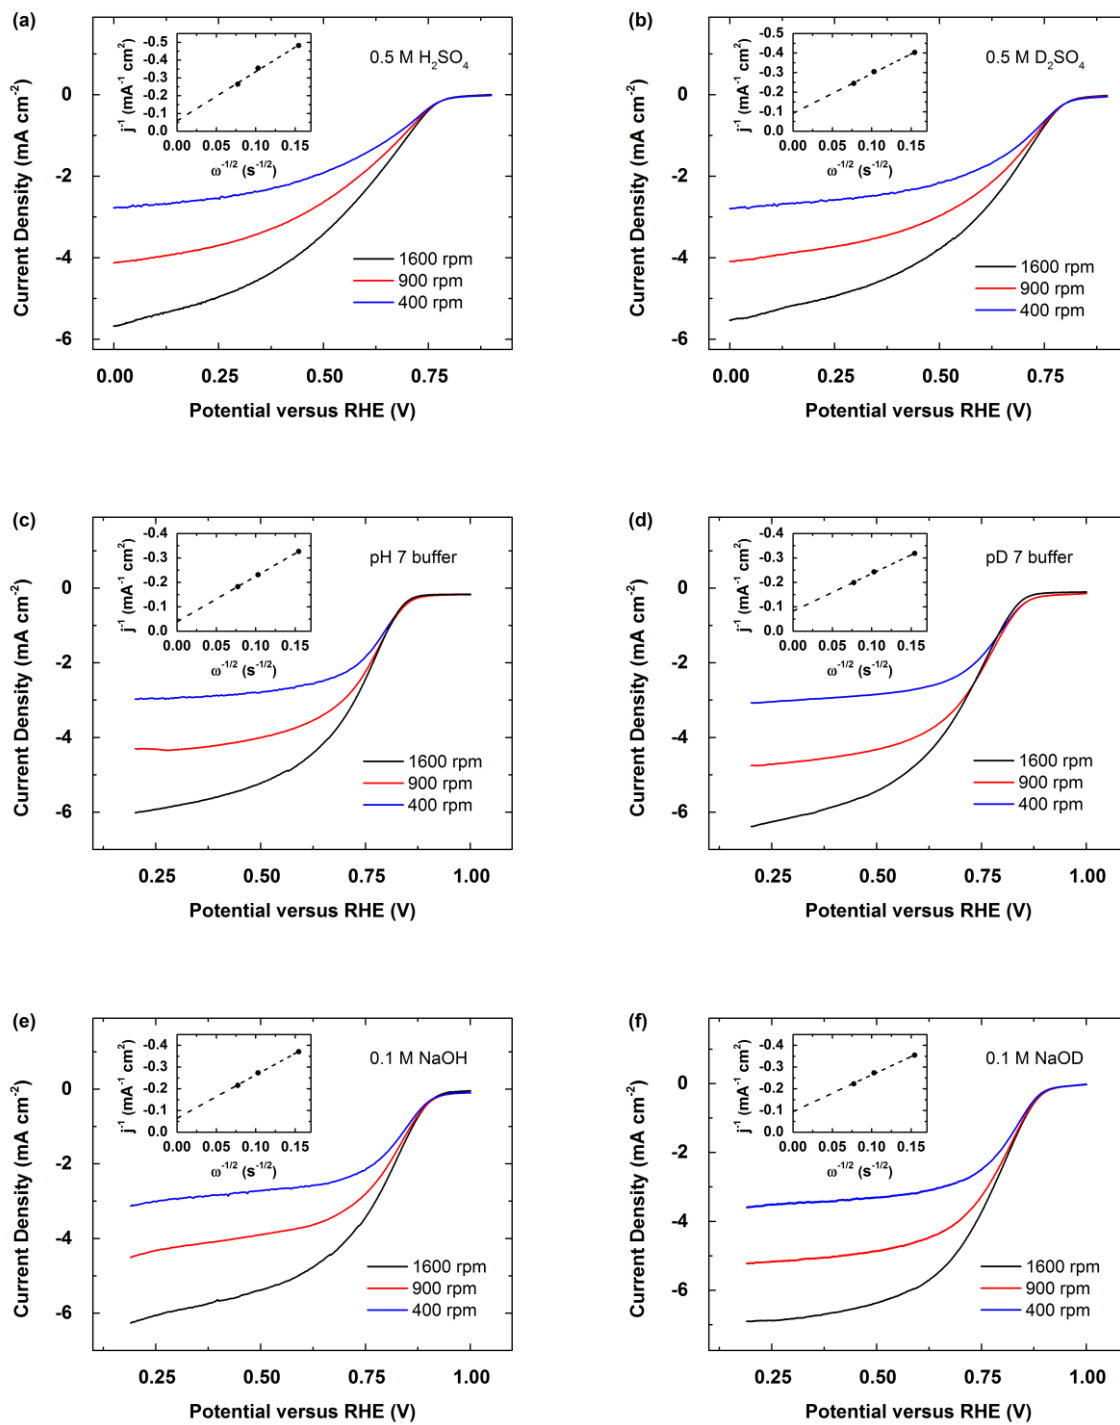 (a)
0.5 M H2SO4
j-1 (mA-1 cm2)
-0.5
-0.4
-0.3
-0.2
-0.1
0.0
0.00 0.05 0.10 0.15
ω-1/2 (s-1/2)
Current Density (mA cm-2)
0
-2
-4
-6
1600 rpm
900 rpm
400 rpm
0.00 0.25 0.50 0.75
Potential versus RHE (V)
(b)
0.5 M D2SO4
j-1 (mA-1 cm2)
-0.5
-0.4
-0.3
-0.2
-0.1
0.0
0.00 0.05 0.10 0.15
ω-1/2 (s-1/2)
Current Density (mA cm-2)
0
-2
-4
-6
1600 rpm
900 rpm
400 rpm
0.00 0.25 0.50 0.75
Potential versus RHE (V)
(c)
pH 7 buffer
j-1 (mA-1 cm2)
-0.4
-0.3
-0.2
-0.1
0.0
0.00 0.05 0.10 0.15
ω-1/2 (s-1/2)
Current Density (mA cm-2)
0
-2
-4
-6
1600 rpm
900 rpm
400 rpm
0.25 0.50 0.75 1.00
Potential versus RHE (V)
(d)
pD 7 buffer
j-1 (mA-1 cm2)
-0.4
-0.3
-0.2
-0.1
0.0
0.00 0.05 0.10 0.15
ω-1/2 (s-1/2)
Current Density (mA cm-2)
0
-2
-4
-6
1600 rpm
900 rpm
400 rpm
0.25 0.50 0.75 1.00
Potential versus RHE (V)
(e)
0.1 M NaOH
j-1 (mA-1 cm2)
-0.4
-0.3
-0.2
-0.1
0.0
0.00 0.05 0.10 0.15
ω-1/2 (s-1/2)
Current Density (mA cm-2)
0
-2
-4
-6
1600 rpm
900 rpm
400 rpm
0.25 0.50 0.75 1.00
Potential versus RHE (V)
(f)
0.1 M NaOD
j-1 (mA-1 cm2)
-0.4
-0.3
-0.2
-0.1
0.0
0.00 0.05 0.10 0.15
ω-1/2 (s-1/2)
Current Density (mA cm-2)
0
-2
-4
-6
1600 rpm
900 rpm
400 rpm
0.25 0.50 0.75 1.00
Potential versus RHE (V)